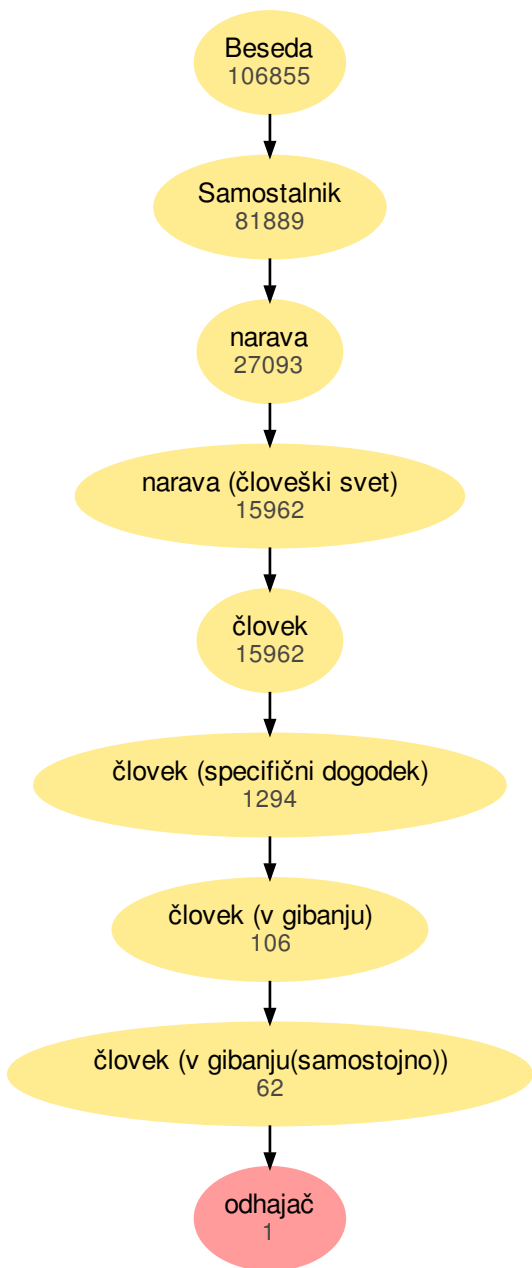 Beseda
106855
Samostalnik
81889
narava
27093
narava (človeški svet)
15962
človek
15962
človek (specifični dogodek)
1294
človek (v gibanju)
106
človek (v gibanju(samostojno))
62
odhajač
1